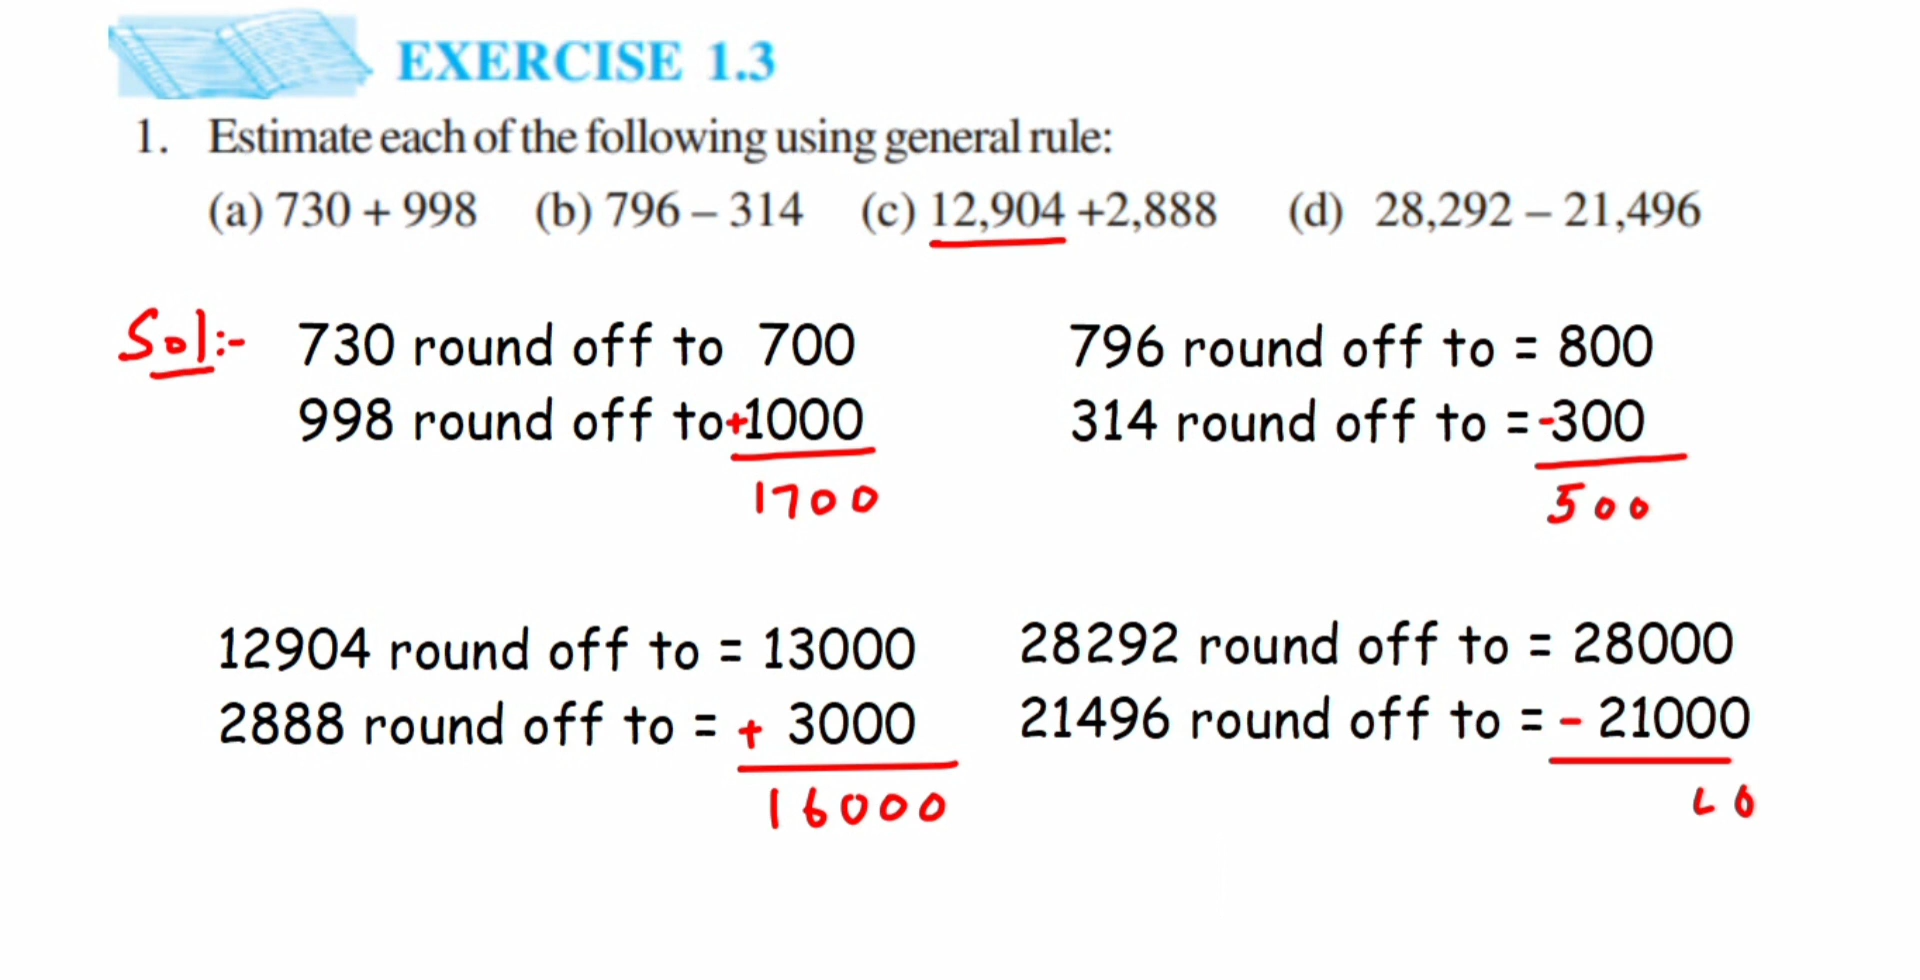 EXERCISE 1.3
1. Estimate each of the following using general rule:
(a) 730 + 998 (b) 796 – 314 (c) 12,904 +2,888 (d) 28,292 – 21,496
Sol:- 730 round off to 700
998 round off to+1000
1700
796 round off to = 800
314 round off to =-300
500
12904 round off to = 13000
2888 round off to = + 3000
16000
28292 round off to = 28000
21496 round off to = - 21000